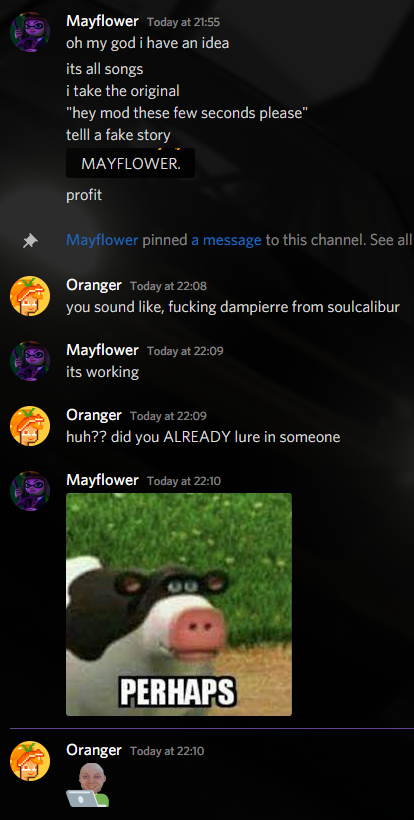 Mayflower Today at 21:55
oh my god i have an idea
its all songs
i take the original
"hey mod these few seconds please"
telll a fake story
MAYFLOWER.
profit
Mayflower pinned a message to this channel. See all
Oranger Today at 22:08
you sound like, fucking dampierre from soulcalibur
Mayflower Today at 22:09
its working
Oranger Today at 22:09
huh?? did you ALREADY lure in someone
Mayflower Today at 22:10
PERHAPS
Oranger Today at 22:10